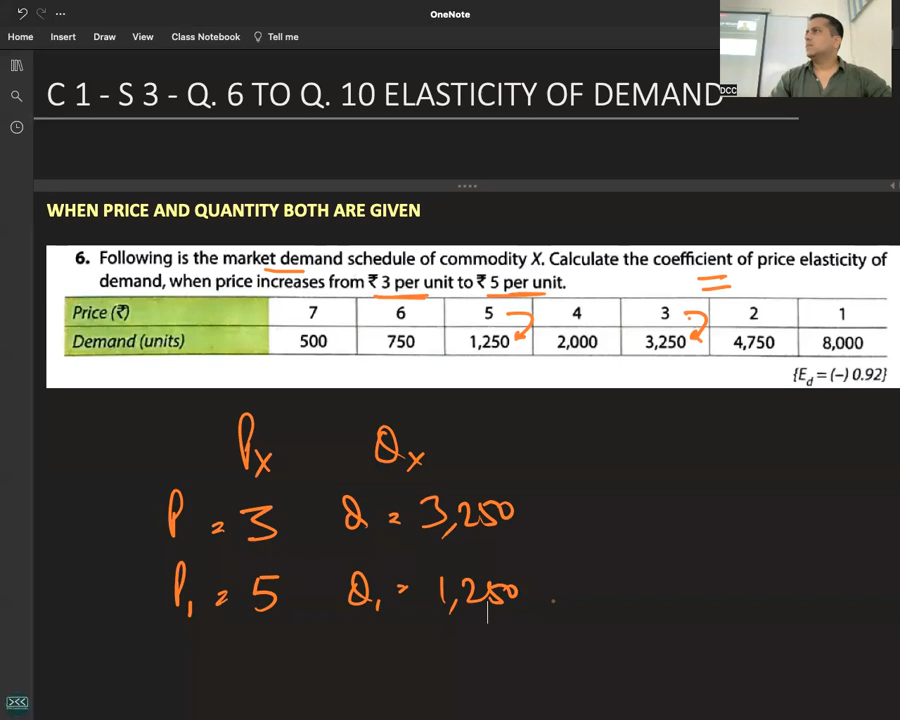 OneNote
Home Insert Draw View Class Notebook Tell me
DCC
C 1 - S 3 - Q. 6 TO Q. 10 ELASTICITY OF DEMAND
WHEN PRICE AND QUANTITY BOTH ARE GIVEN
6. Following is the market demand schedule of commodity X. Calculate the coefficient of price elasticity of
demand, when price increases from ₹ 3 per unit to ₹ 5 per unit.
Price (₹) 7 6 5 4 3 2 1
Demand (units) 500 750 1,250 2,000 3,250 4,750 8,000
{Ed = (–) 0.92}
Px Qx
P = 3 Q = 3,250
P1 = 5 Q1 = 1,250